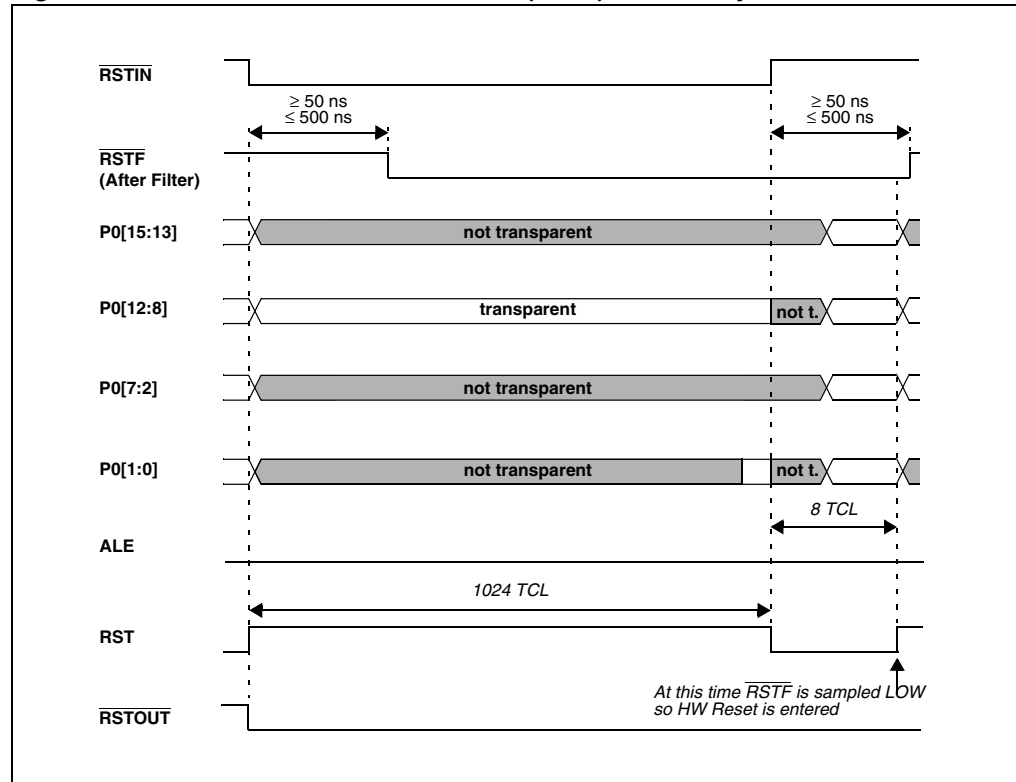 RSTIN
≥ 50 ns
≤ 500 ns
≥ 50 ns
≤ 500 ns
RSTF
(After Filter)
P0[15:13]
not transparent
P0[12:8]
transparent
not t.
P0[7:2]
not transparent
P0[1:0]
not transparent
not t.
8 TCL
ALE
1024 TCL
RST
At this time RSTF is sampled LOW
so HW Reset is entered
RSTOUT